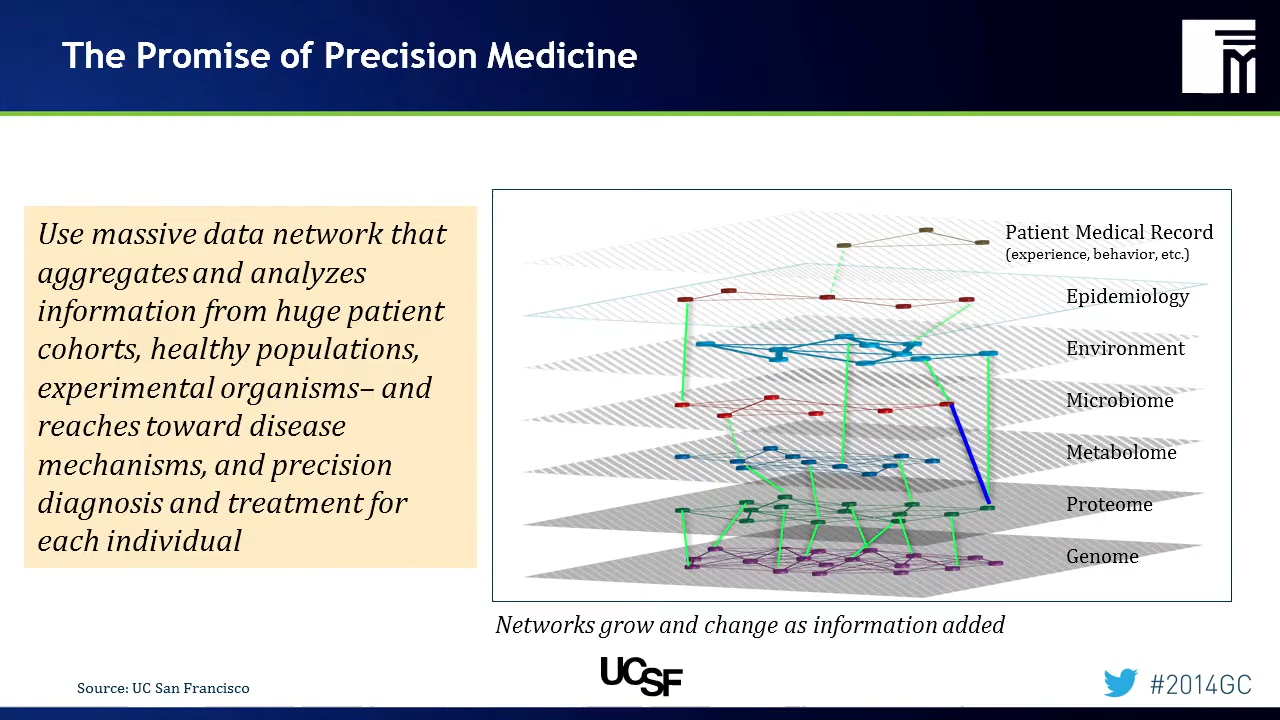 The Promise of Precision Medicine
Use massive data network that
aggregates and analyzes
information from huge patient
cohorts, healthy populations,
experimental organisms– and
reaches toward disease
mechanisms, and precision
diagnosis and treatment for
each individual
Patient Medical Record
(experience, behavior, etc.)
Epidemiology
Environment
Microbiome
Metabolome
Proteome
Genome
Networks grow and change as information added
UCSF
Source: UC San Francisco
#2014GC